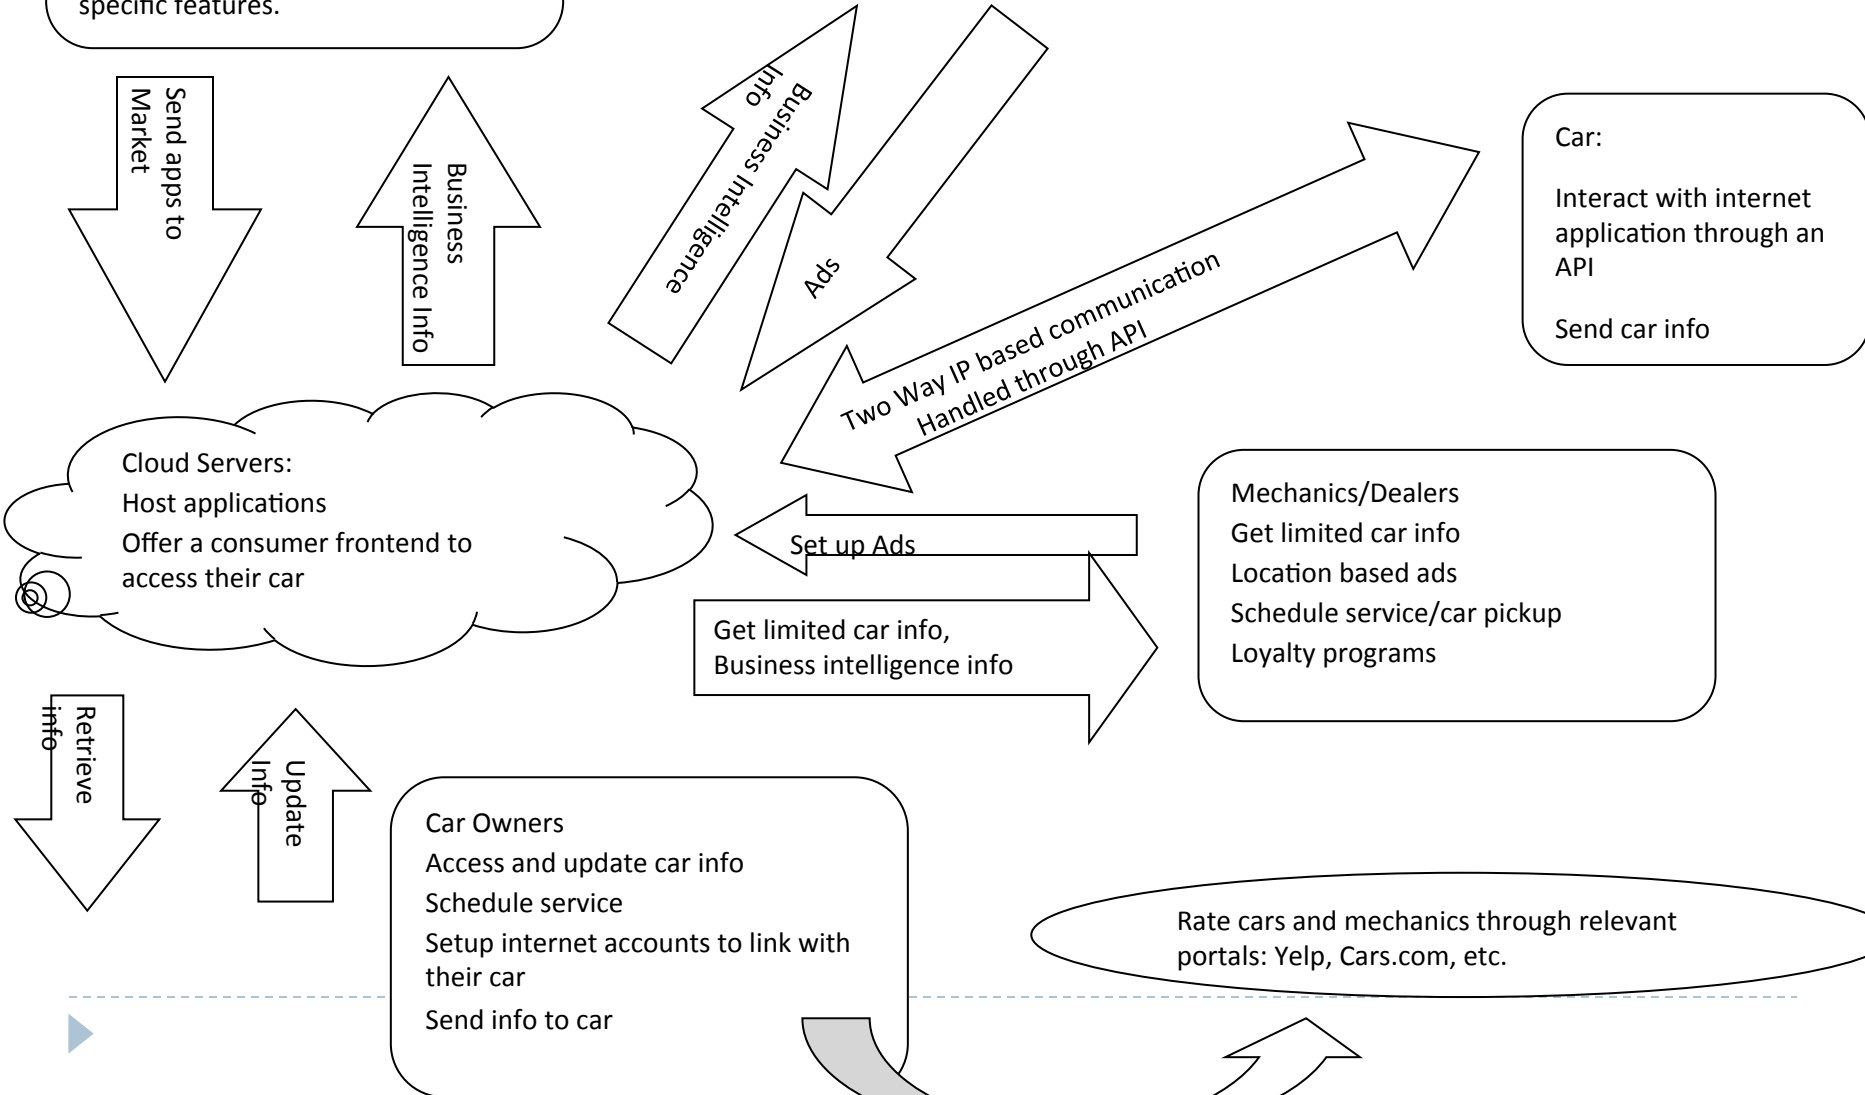 specific features.
Send apps to
Market
Business
Intelligence Info
Business Intelligence
Info
Ads
Two Way IP based communication
Handled through API
Car:
Interact with internet
application through an
API
Send car info
Cloud Servers:
Host applications
Offer a consumer frontend to
access their car
Set up Ads
Get limited car info,
Business intelligence info
Mechanics/Dealers
Get limited car info
Location based ads
Schedule service/car pickup
Loyalty programs
Retrieve
info
Update
Info
Car Owners
Access and update car info
Schedule service
Setup internet accounts to link with
their car
Send info to car
Rate cars and mechanics through relevant
portals: Yelp, Cars.com, etc.